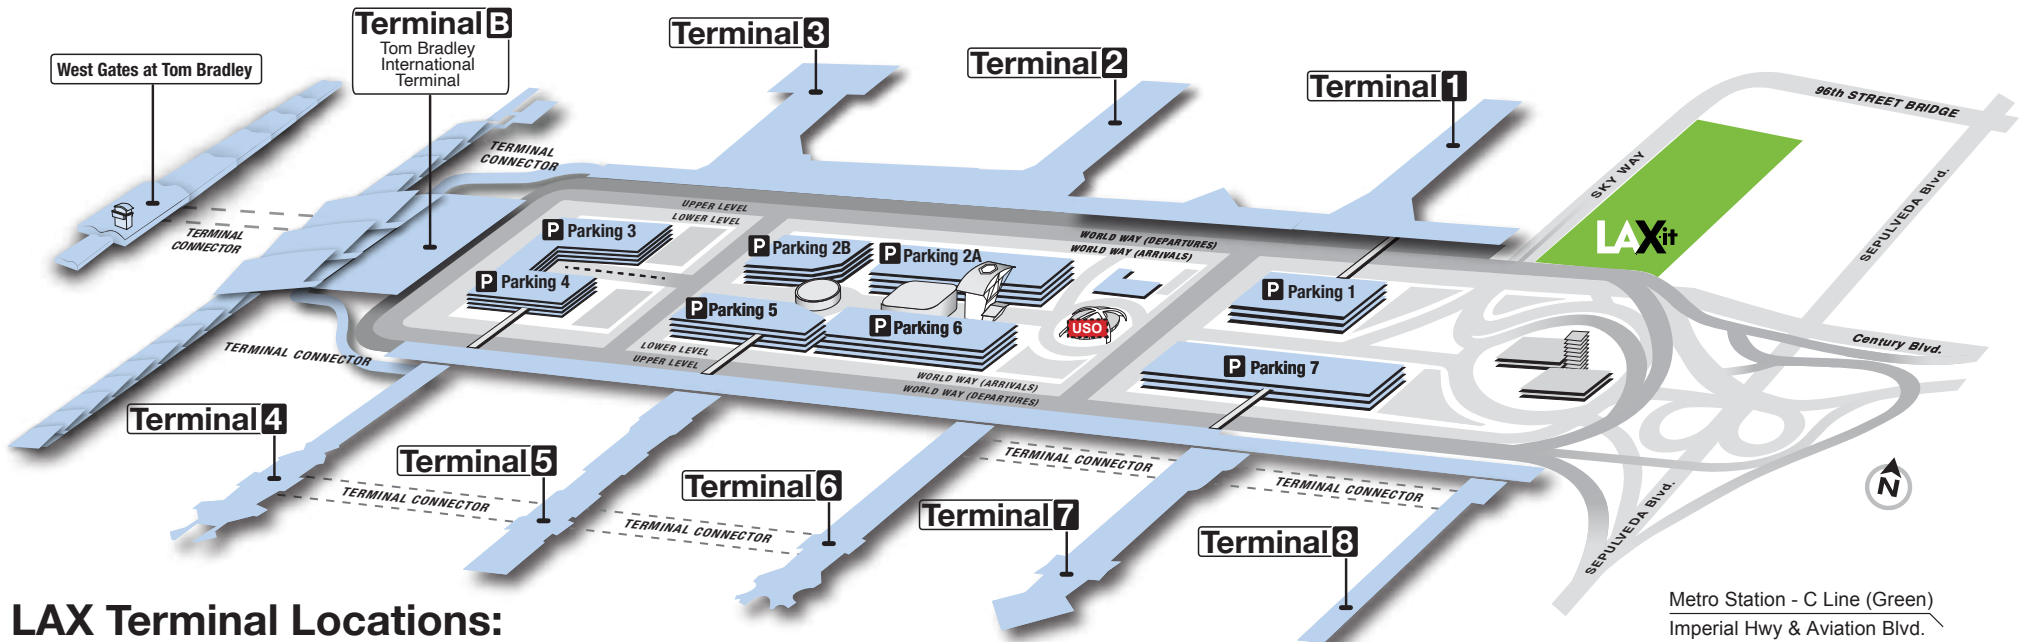 West Gates at Tom Bradley
Terminal B
Tom Bradley
International
Terminal
Terminal 3
Terminal 2
Terminal 1
96th STREET BRIDGE
SKY WAY
SEPULVEDA Blvd.
LAX-it
TERMINAL
CONNECTOR
TERMINAL
CONNECTOR
UPPER LEVEL
LOWER LEVEL
WORLD WAY (DEPARTURES)
WORLD WAY (ARRIVALS)
P Parking 3
P Parking 2B
P Parking 2A
P Parking 4
P Parking 1
P Parking 5
P Parking 6
USO
P Parking 7
Century Blvd.
TERMINAL CONNECTOR
LOWER LEVEL
UPPER LEVEL
WORLD WAY (ARRIVALS)
WORLD WAY (DEPARTURES)
Terminal 4
Terminal 5
Terminal 6
Terminal 7
Terminal 8
TERMINAL CONNECTOR
TERMINAL CONNECTOR
TERMINAL CONNECTOR
TERMINAL CONNECTOR
SEPULVEDA Blvd.
N
LAX Terminal Locations:
Metro Station - C Line (Green)
Imperial Hwy & Aviation Blvd.